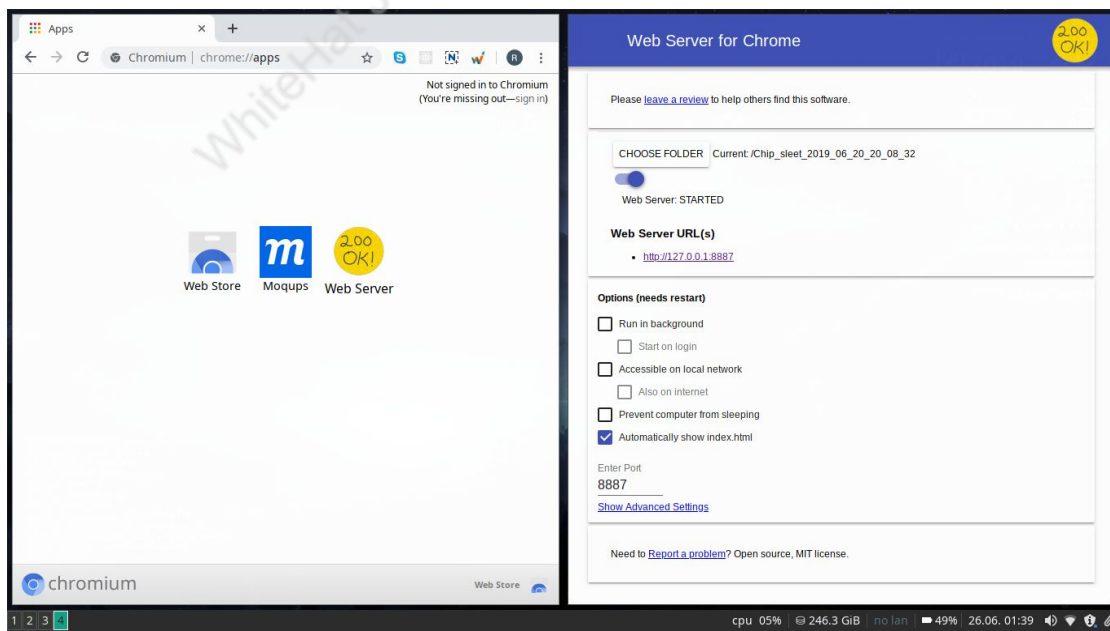 Apps
Chromium | chrome://apps
N
R
Not signed in to Chromium
(You're missing out—sign in)
WhiteHat J
m
200
OK!
Web Store
Moqups
Web Server
chromium
Web Store
Web Server for Chrome
200
OK!
Please leave a review to help others find this software.
CHOOSE FOLDER Current: /Chip_sleet_2019_06_20_20_08_32
Web Server: STARTED
Web Server URL(s)
http://127.0.0.1:8887
Options (needs restart)
Run in background
Start on login
Accessible on local network
Also on internet
Prevent computer from sleeping
Automatically show index.html
Enter Port
8887
Show Advanced Settings
Need to Report a problem? Open source, MIT license.
1 2 3 4
cpu 05% 246.3 GiB no lan 49% 26.06. 01:39